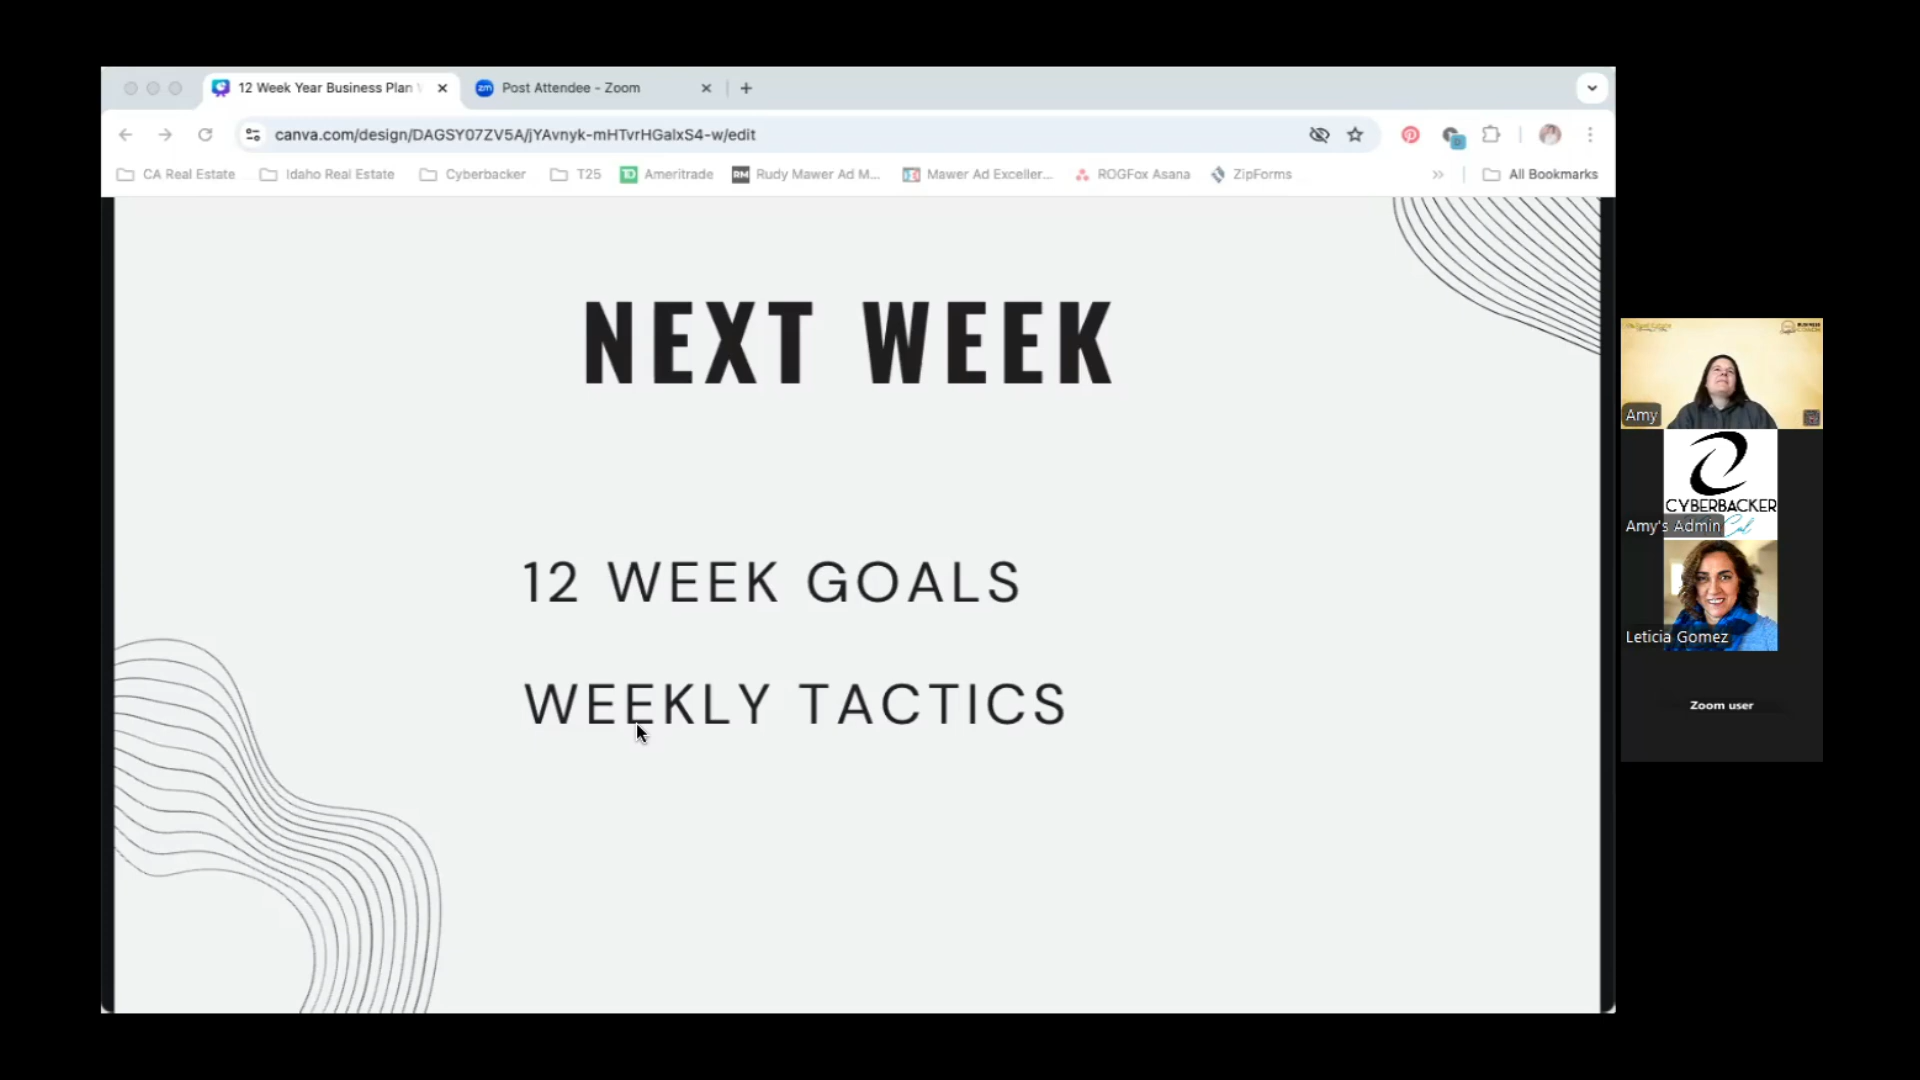 12 Week Year Business Plan
Post Attendee - Zoom
canva.com/design/DAGSY07ZV5A/jYAvnyk-mHTvrHGalxS4-w/edit
CA Real Estate
Idaho Real Estate
Cyberbacker
T25
Ameritrade
RM
Rudy Mawer Ad M...
Mawer Ad Exceller...
ROGFox Asana
ZipForms
All Bookmarks
NEXT WEEK
12 WEEK GOALS
WEEKLY TACTICS
Amy
CYBERBACKER
Amy's Admin
Leticia Gomez
Zoom user